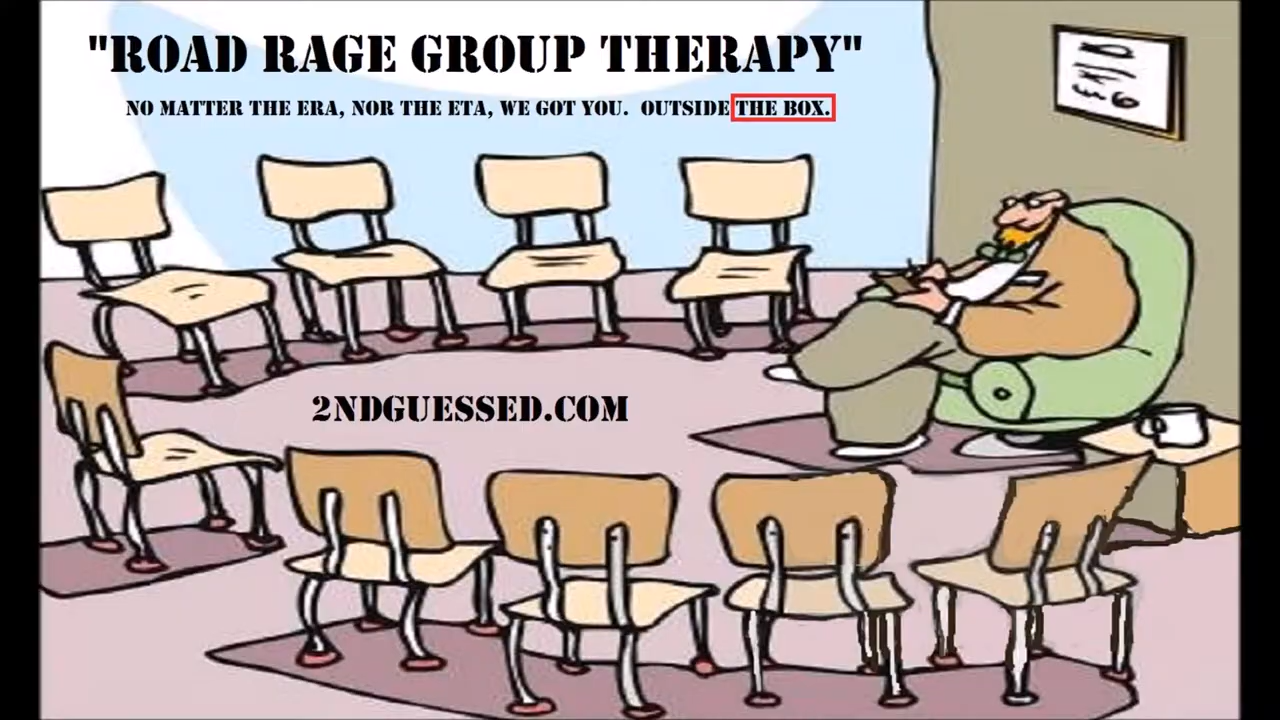 "ROAD RAGE GROUP THERAPY"
NO MATTER THE ERA, NOR THE ETA, WE GOT YOU. OUTSIDE THE BOX.
2NDGUESSED.COM